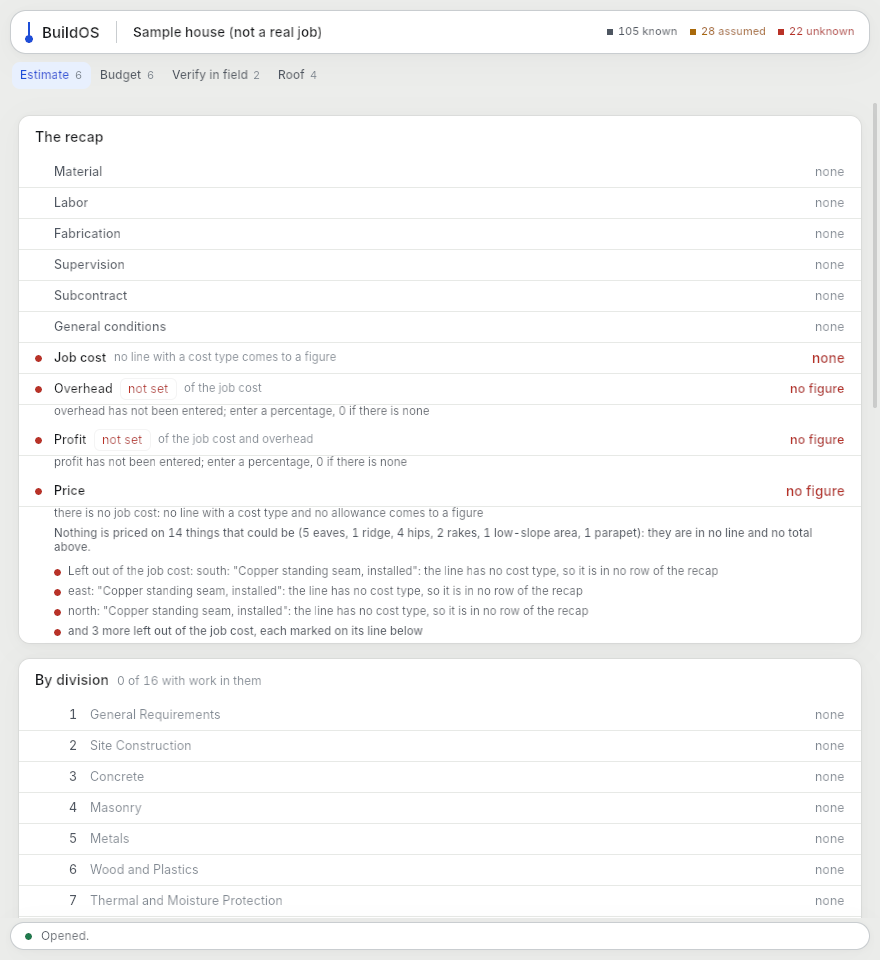 BuildOS Sample house (not a real job) 105 known 28 assumed 22 unknown
Estimate 6 Budget 6 Verify in field 2 Roof 4
The recap
Material none
Labor none
Fabrication none
Supervision none
Subcontract none
General conditions none
Job cost no line with a cost type comes to a figure none
Overhead not set of the job cost no figure
overhead has not been entered; enter a percentage, 0 if there is none
Profit not set of the job cost and overhead no figure
profit has not been entered; enter a percentage, 0 if there is none
Price no figure
there is no job cost: no line with a cost type and no allowance comes to a figure
Nothing is priced on 14 things that could be (5 eaves, 1 ridge, 4 hips, 2 rakes, 1 low-slope area, 1 parapet): they are in no line and no total
above.
Left out of the job cost: south: "Copper standing seam, installed": the line has no cost type, so it is in no row of the recap
east: "Copper standing seam, installed": the line has no cost type, so it is in no row of the recap
north: "Copper standing seam, installed": the line has no cost type, so it is in no row of the recap
and 3 more left out of the job cost, each marked on its line below
By division 0 of 16 with work in them
1 General Requirements none
2 Site Construction none
3 Concrete none
4 Masonry none
5 Metals none
6 Wood and Plastics none
7 Thermal and Moisture Protection none
Opened.